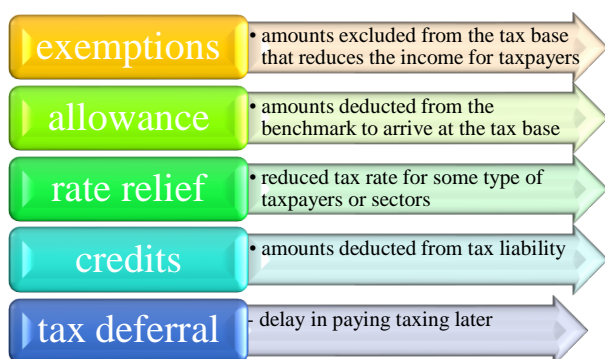 exemptions
• amounts excluded from the tax base
that reduces the income for taxpayers
allowance
• amounts deducted from the
benchmark to arrive at the tax base
rate relief
• reduced tax rate for some type of
taxpayers or sectors
credits
• amounts deducted from tax liability
tax deferral
- delay in paying taxing later